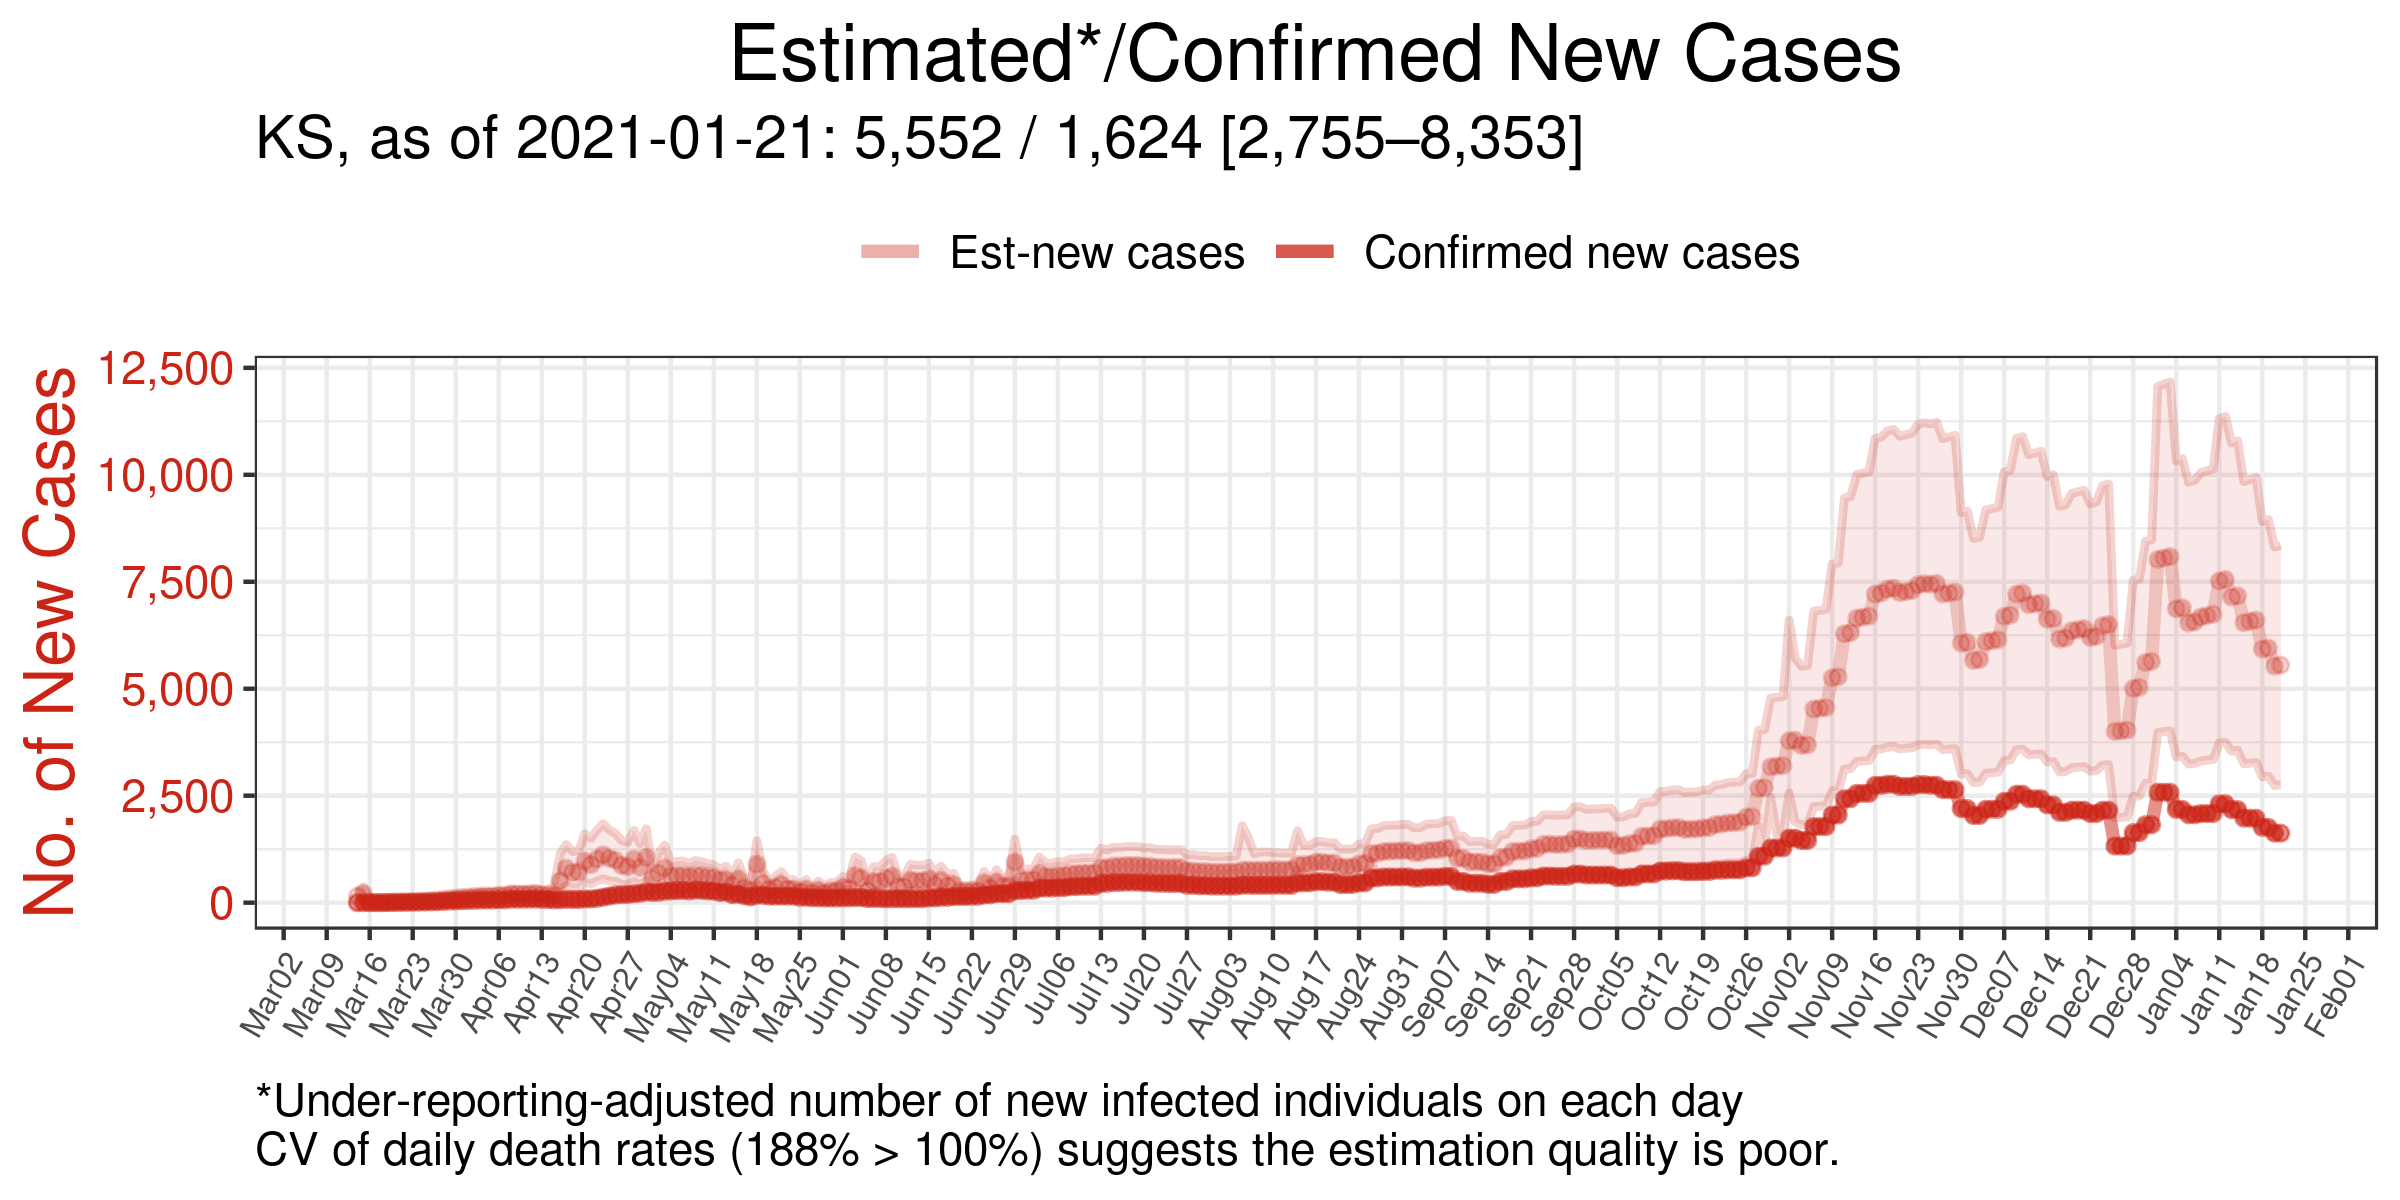 Estimated*/Confirmed New Cases
KS, as of 2021-01-21: 5,552 / 1,624 [2,755–8,353]
Est-new cases
Confirmed new cases
No. of New Cases
12,500
10,000
7,500
5,000
2,500
0
Mar02
Mar09
Mar16
Mar23
Mar30
Apr06
Apr13
Apr20
Apr27
May04
May11
May18
May25
Jun01
Jun08
Jun15
Jun22
Jun29
Jul06
Jul13
Jul20
Jul27
Aug03
Aug10
Aug17
Aug24
Aug31
Sep07
Sep14
Sep21
Sep28
Oct05
Oct12
Oct19
Oct26
Nov02
Nov09
Nov16
Nov23
Nov30
Dec07
Dec14
Dec21
Dec28
Jan04
Jan11
Jan18
Jan25
Feb01
*Under-reporting-adjusted number of new infected individuals on each day
CV of daily death rates (188% > 100%) suggests the estimation quality is poor.